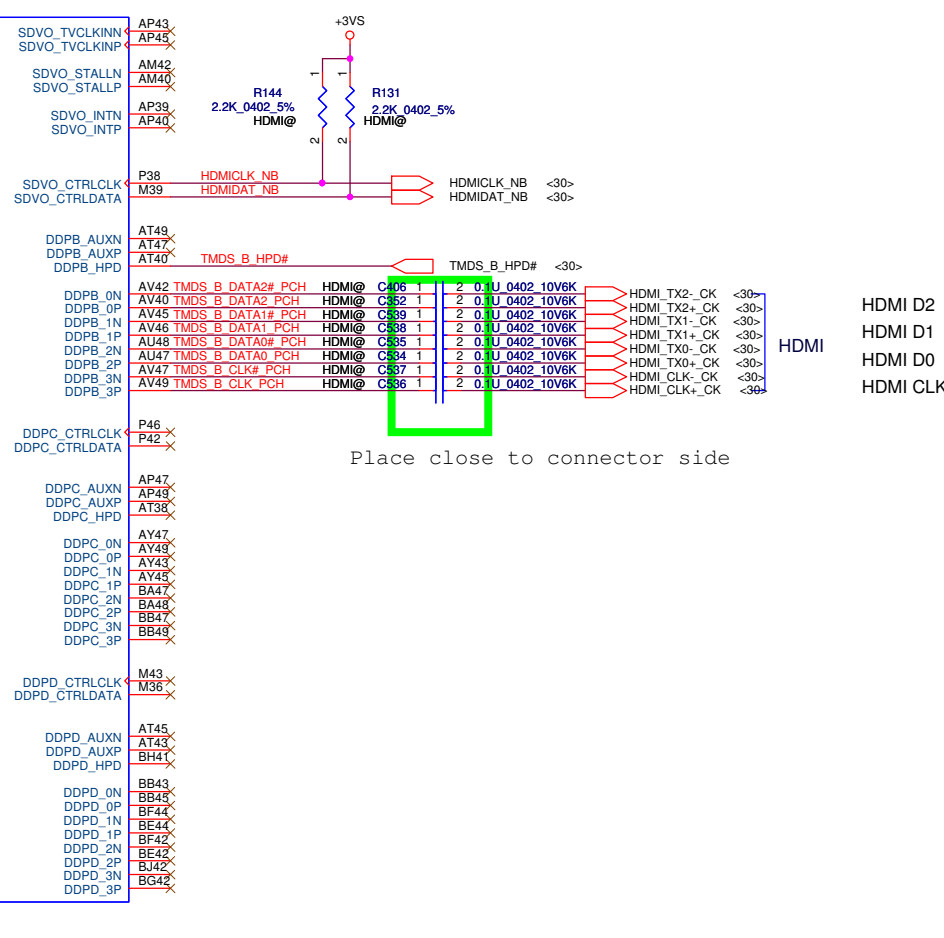 +3VS
SDVO_TVCLKINN AP43
SDVO_TVCLKINP AP45
SDVO_STALLN AM42
SDVO_STALLP AM40
SDVO_INTN AP39
SDVO_INTP AP40
1 1
R144 R131
2.2K_0402_5% 2.2K_0402_5%
HDMI@ HDMI@
2 2
SDVO_CTRLCLK P38 HDMICLK_NB HDMICLK_NB <30>
SDVO_CTRLDATA M39 HDMIDAT_NB HDMIDAT_NB <30>
DDPB_AUXN AT49
DDPB_AUXP AT47
DDPB_HPD AT40 TMDS_B_HPD# TMDS_B_HPD# <30>
DDPB_0N AV42 TMDS_B_DATA2#_PCH HDMI@ C406 1 2 0.1U_0402_10V6K HDMI_TX2-_CK <30>
DDPB_0P AV40 TMDS_B_DATA2_PCH HDMI@ C352 1 2 0.1U_0402_10V6K HDMI_TX2+_CK <30> HDMI D2
DDPB_1N AV45 TMDS_B_DATA1#_PCH HDMI@ C539 1 2 0.1U_0402_10V6K HDMI_TX1-_CK <30>
DDPB_1P AV46 TMDS_B_DATA1_PCH HDMI@ C538 1 2 0.1U_0402_10V6K HDMI_TX1+_CK <30> HDMI D1
HDMI
DDPB_2N AU48 TMDS_B_DATA0#_PCH HDMI@ C535 1 2 0.1U_0402_10V6K HDMI_TX0-_CK <30>
DDPB_2P AU47 TMDS_B_DATA0_PCH HDMI@ C534 1 2 0.1U_0402_10V6K HDMI_TX0+_CK <30> HDMI D0
DDPB_3N AV47 TMDS_B_CLK#_PCH HDMI@ C537 1 2 0.1U_0402_10V6K HDMI_CLK-_CK <30>
DDPB_3P AV49 TMDS_B_CLK_PCH HDMI@ C536 1 2 0.1U_0402_10V6K HDMI_CLK+_CK <30> HDMI CLK
DDPC_CTRLCLK P46
DDPC_CTRLDATA P42
Place close to connector side
DDPC_AUXN AP47
DDPC_AUXP AP49
DDPC_HPD AT38
DDPC_0N AY47
DDPC_0P AY49
DDPC_1N AY43
DDPC_1P AY45
DDPC_2N BA47
DDPC_2P BA48
DDPC_3N BB47
DDPC_3P BB49
DDPD_CTRLCLK M43
DDPD_CTRLDATA M36
DDPD_AUXN AT45
DDPD_AUXP AT43
DDPD_HPD BH41
DDPD_0N BB43
DDPD_0P BB45
DDPD_1N BF44
DDPD_1P BE44
DDPD_2N BF42
DDPD_2P BE42
DDPD_3N BJ42
DDPD_3P BG42